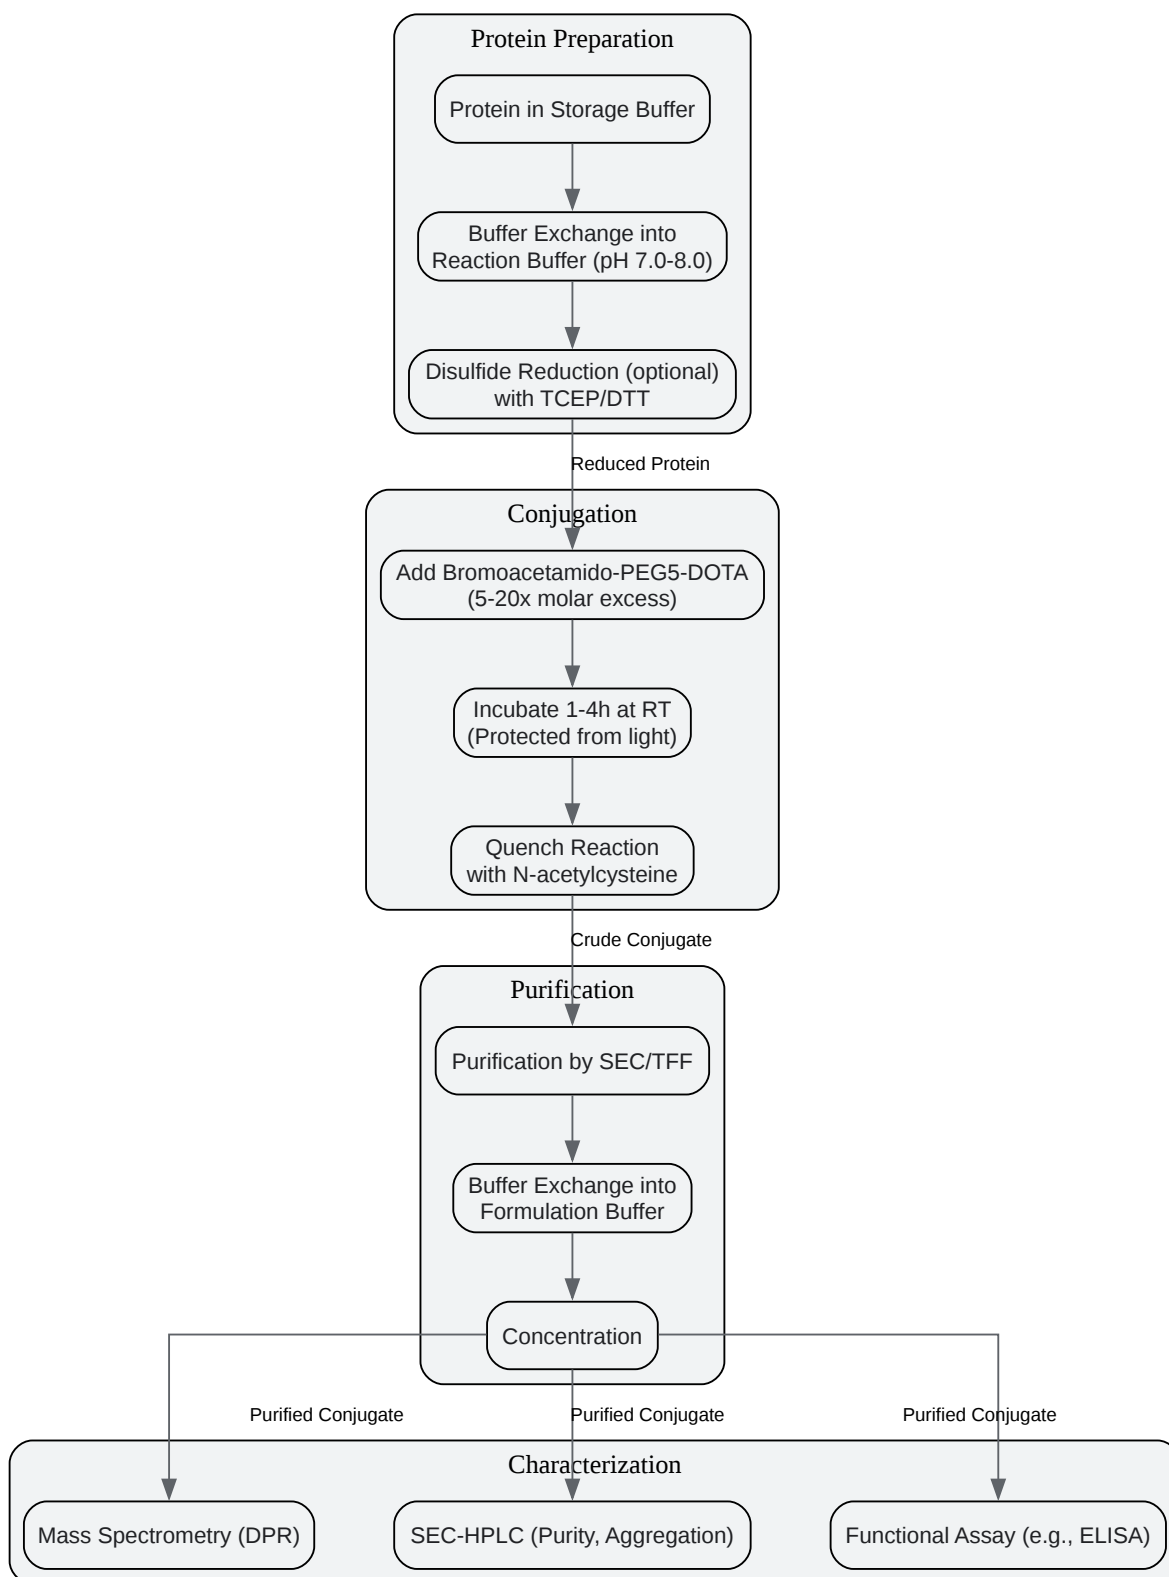 Protein Preparation
Protein in Storage Buffer
Buffer Exchange into
Reaction Buffer (pH 7.0-8.0)
Disulfide Reduction (optional)
with TCEP/DTT
Reduced Protein
Conjugation
Add Bromoacetamido-PEG5-DOTA
(5-20x molar excess)
Incubate 1-4h at RT
(Protected from light)
Quench Reaction
with N-acetylcysteine
Crude Conjugate
Purification
Purification by SEC/TFF
Buffer Exchange into
Formulation Buffer
Concentration
Purified Conjugate
Purified Conjugate
Purified Conjugate
Characterization
Mass Spectrometry (DPR)
SEC-HPLC (Purity, Aggregation)
Functional Assay (e.g., ELISA)